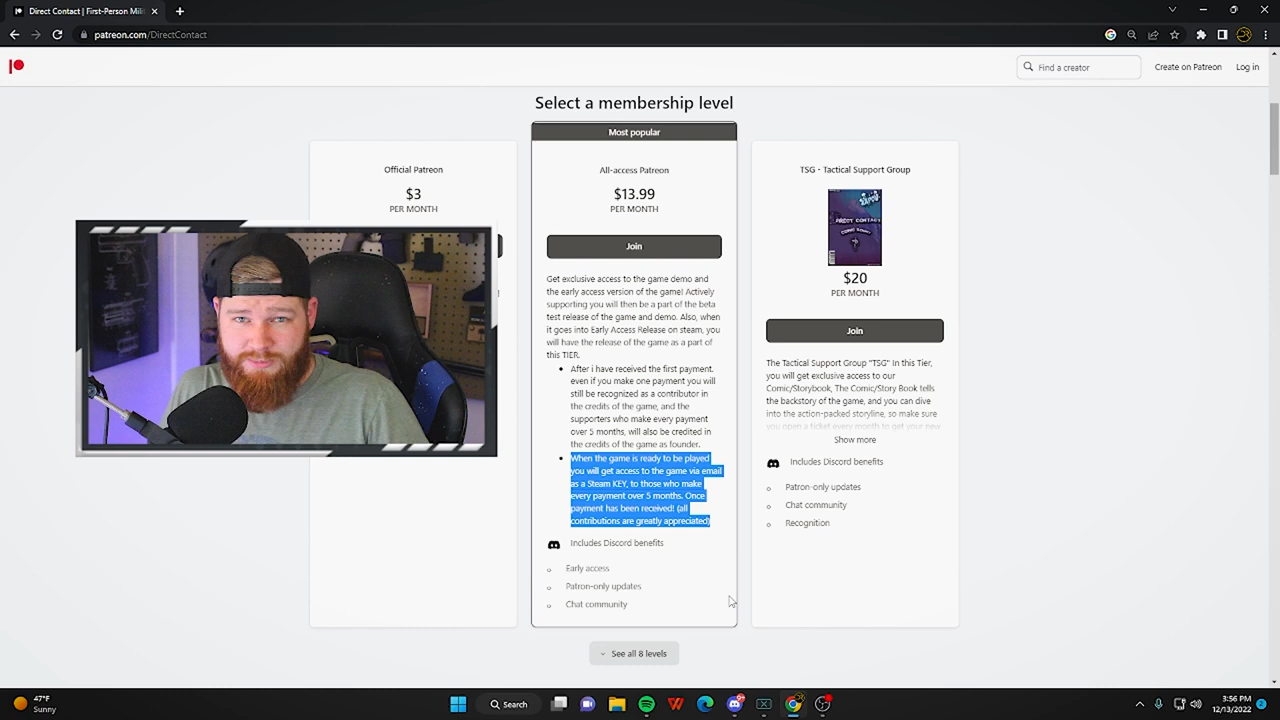 Direct Contact | First-Person Mili
patreon.com/DirectContact
Find a creator
Create on Patreon
Log in
Select a membership level
Official Patreon
$3
PER MONTH
Most popular
All-access Patreon
$13.99
PER MONTH
Join
Get exclusive access to the game demo and
the early access version of the game! Actively
supporting you will then be a part of the beta
test release of the game and demo. Also, when
it goes into Early Access Release on steam, you
will have the release of the game as a part of
this TIER.
After i have received the first payment,
even if you make one payment you will
still be recognized as a contributor in
the credits of the game, and the
supporters who make every payment
over 5 months, will also be credited in
the credits of the game as founder.
When the game is ready to be played
you will get access to the game via email
as a Steam KEY, to those who make
every payment over 5 months. Once
payment has been received! (all
contributions are greatly appreciated)
Includes Discord benefits
Early access
Patron-only updates
Chat community
TSG - Tactical Support Group
DIRECT CONTACT
$20
PER MONTH
Join
The Tactical Support Group "TSG" In this Tier,
you will get exclusive access to our
Comic/Storybook, The Comic/Story Book tells
the backstory of the game, and you can dive
into the action-packed storyline, so make sure
you open a ticket every month to get your new
Show more
Includes Discord benefits
Patron-only updates
Chat community
Recognition
See all 8 levels
47°F
Sunny
Search
3:56 PM
12/13/2022